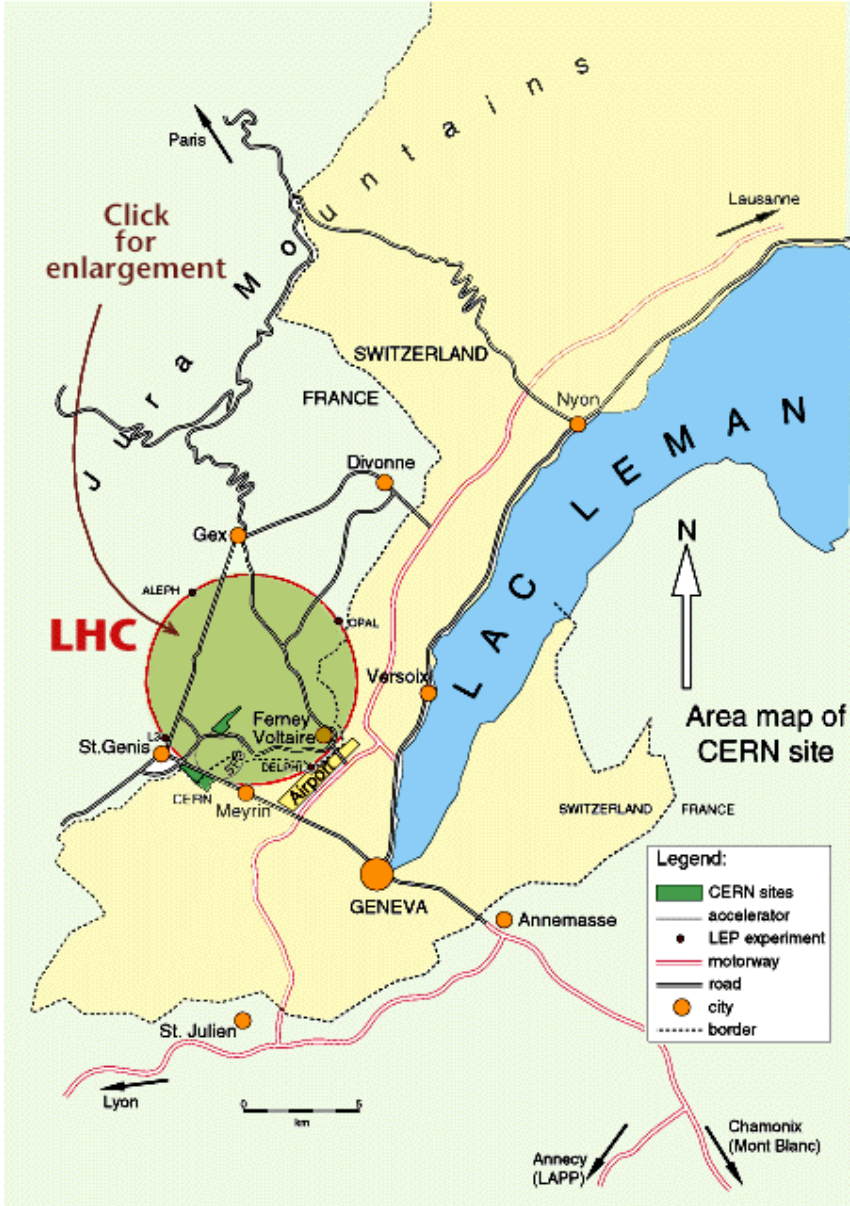 Paris
Jura Mountains
Click
for
enlargement
Lausanne
SWITZERLAND
FRANCE
Nyon
Divonne
LAC LEMAN
Gex
N
ALEPH
OPAL
LHC
Versoix
Area map of
CERN site
Ferney
Voltaire
L3
St.Genis
DELPHI
Airport
CERN
Meyrin
SWITZERLAND
FRANCE
GENEVA
Annemasse
Legend:
CERN sites
accelerator
LEP experiment
motorway
road
city
border
St. Julien
Lyon
0
5
km
Chamonix
(Mont Blanc)
Annecy
(LAPP)